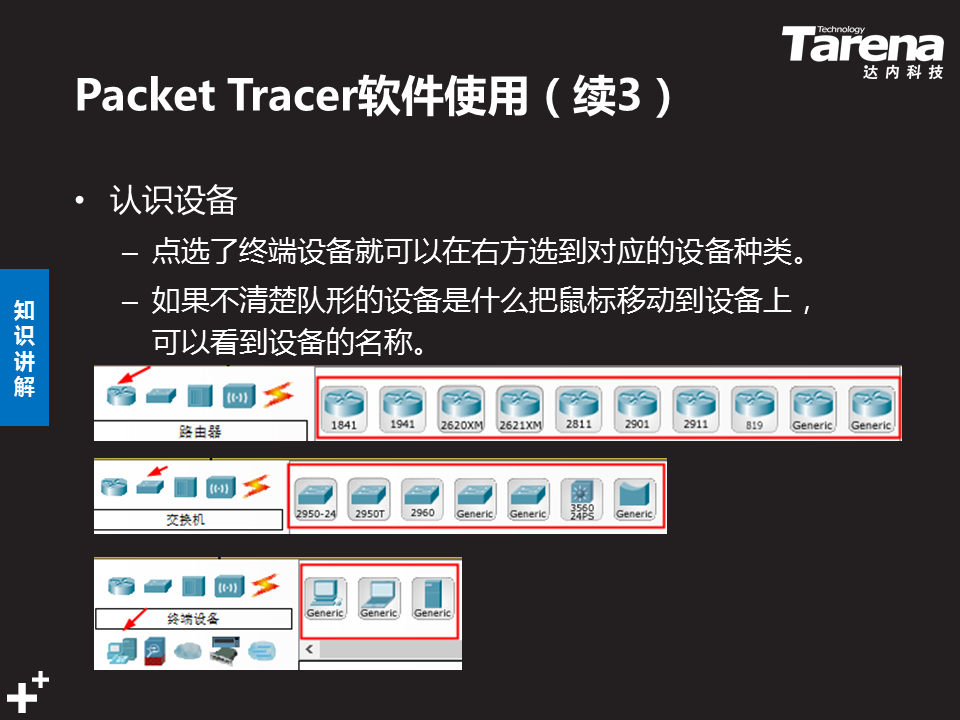 Technology
Tarena
达内科技
Packet Tracer软件使用（续3）
• 认识设备
– 点选了终端设备就可以在右方选到对应的设备种类。
– 如果不清楚队形的设备是什么把鼠标移动到设备上，
可以看到设备的名称。
知识讲解
路由器
1841 1941 2620XM 2621XM 2811 2901 2911 819 Generic Generic
交换机
2950-24 2950T 2960 Generic Generic 3560 24PS Generic
终端设备
Generic Generic Generic